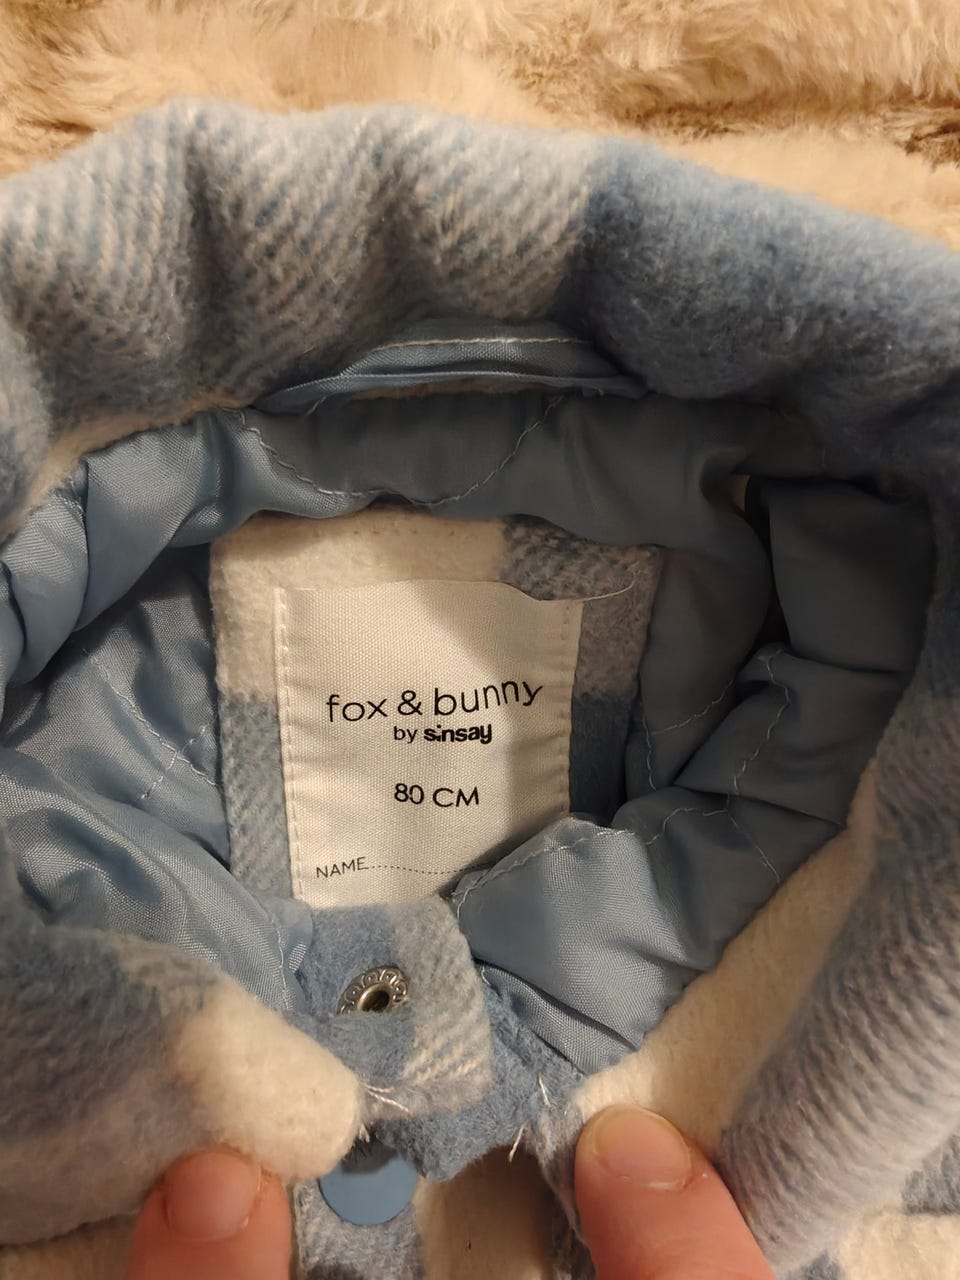 fox & bunny
by sinsay
80 CM
NAME..............